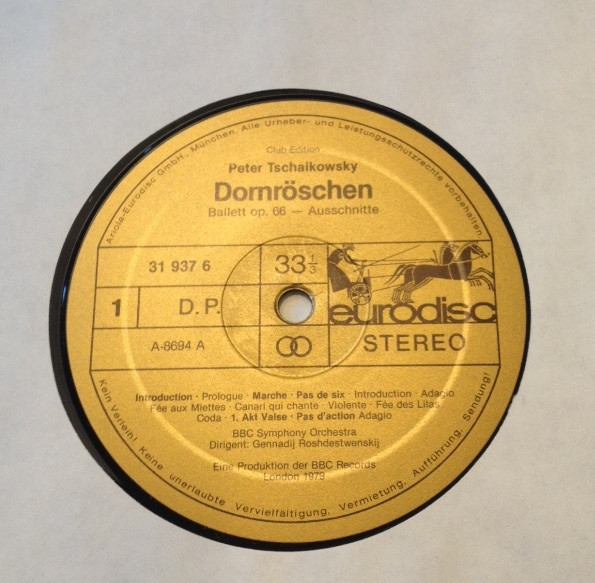 Ariola-Eurodisc GmbH, München. Alle Urheber- und Leistungsschutzrechte vorbehalten
Club-Edition
Peter Tschaikowsky
Dornröschen
Ballett op. 66 — Ausschnitte
31 937 6
33 1/3
1
D.P.
eurodisc
A-8694 A
STEREO
Introduction · Prologue · Marche · Pas de six · Introduction · Adagio
Fée aux Miettes · Canari qui chante · Violente · Fée des Lilas
Coda · 1. Akt Valse · Pas d'action Adagio
BBC Symphony Orchestra
Dirigent: Gennadij Roshdestwenskij
Eine Produktion der BBC Records
London 1979
Kein Verleih! Keine unerlaubte Vervielfältigung, Vermietung, Aufführung, Sendung!